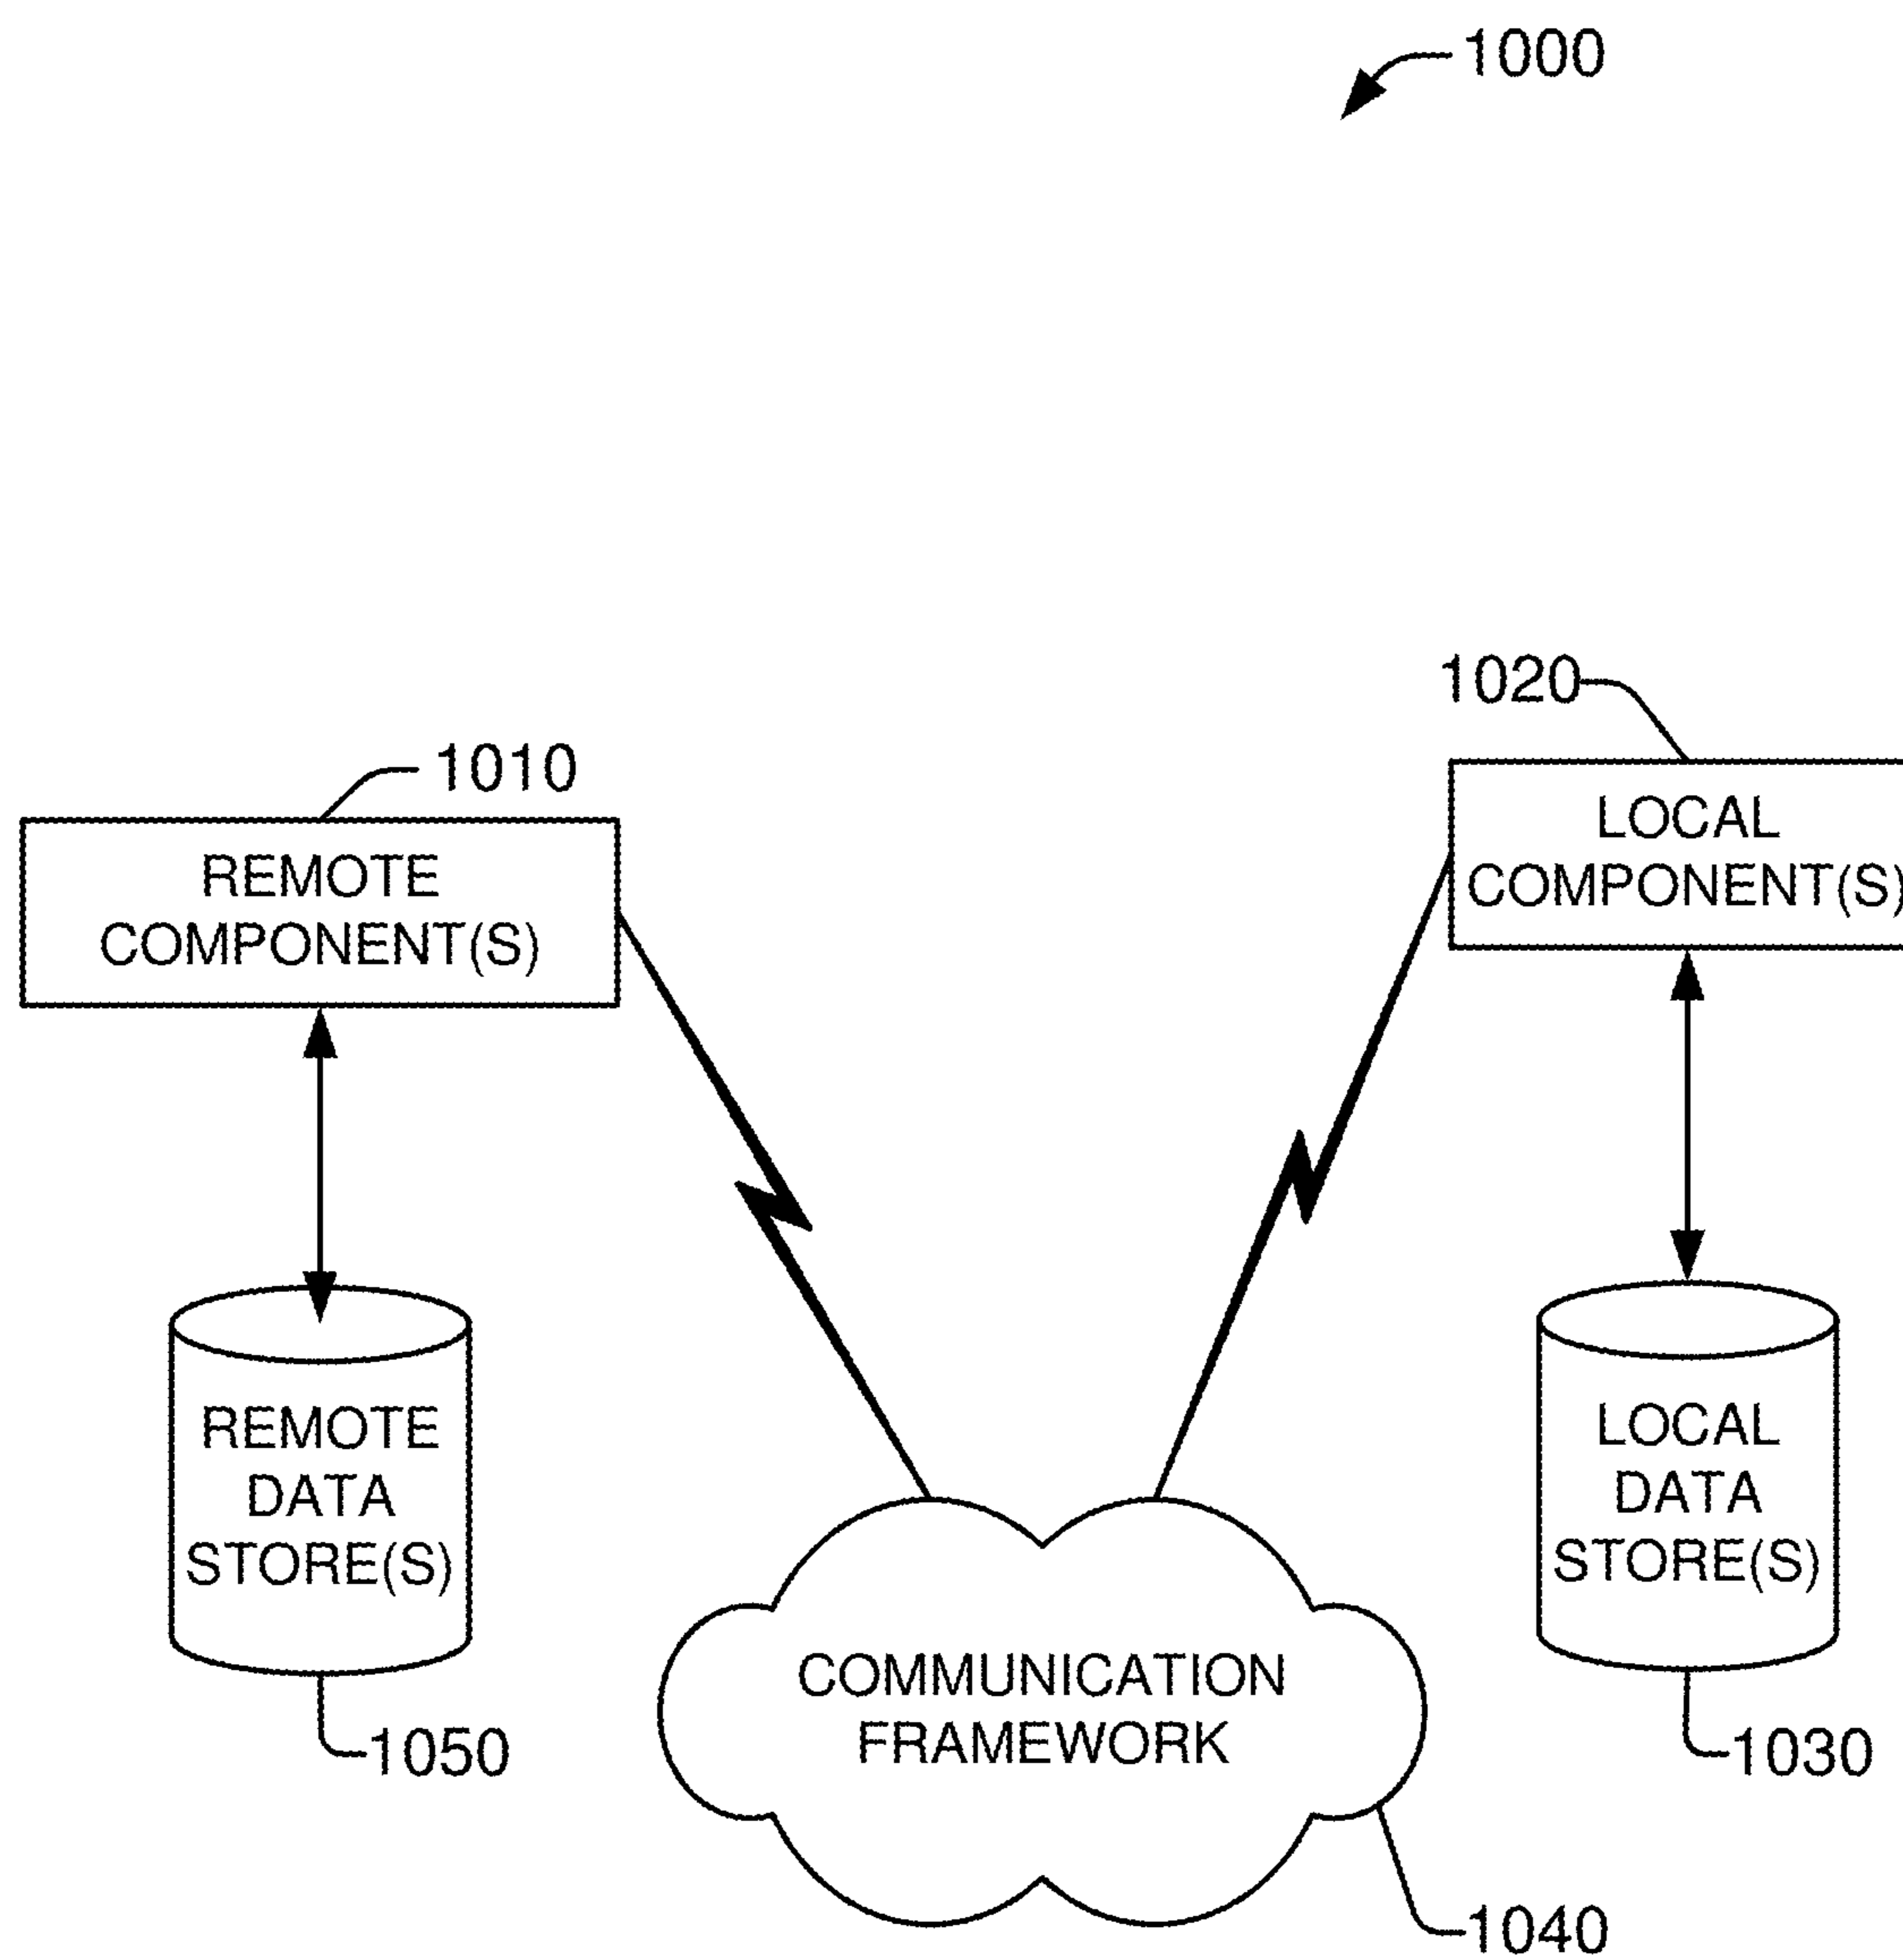 1000
1020
1010
LOCAL
COMPONENT(S)
REMOTE
COMPONENT(S)
REMOTE
DATA
STORE(S)
LOCAL
DATA
STORE(S)
COMMUNICATION
FRAMEWORK
1050
1030
1040